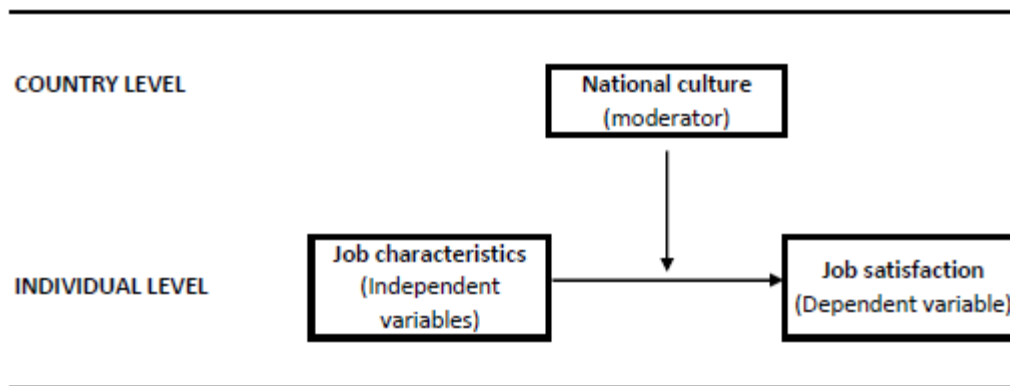 COUNTRY LEVEL
National culture
(moderator)
INDIVIDUAL LEVEL
Job characteristics
(Independent
variables)
Job satisfaction
(Dependent variable)